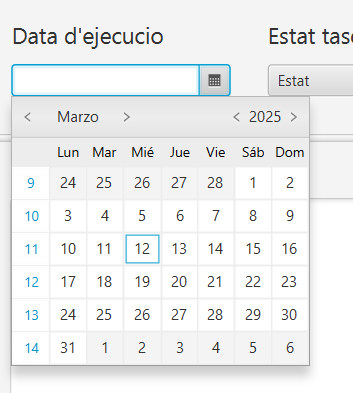 Data d'ejecucio
Estat tas
Estat
< Marzo > < 2025 >
Lun Mar Mié Jue Vie Sáb Dom
9 24 25 26 27 28 1 2
10 3 4 5 6 7 8 9
11 10 11 12 13 14 15 16
12 17 18 19 20 21 22 23
13 24 25 26 27 28 29 30
14 31 1 2 3 4 5 6